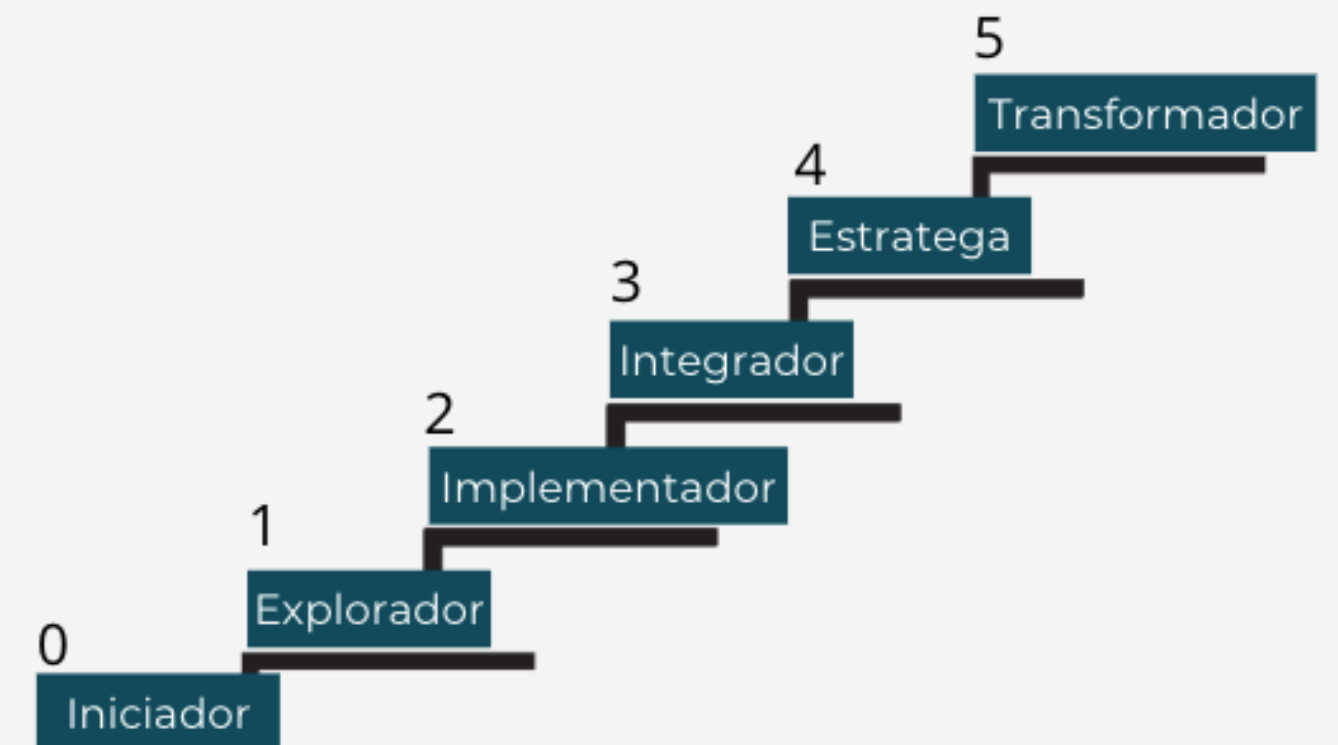 5
Transformador
4
Estratega
3
Integrador
2
Implementador
1
Explorador
0
Iniciador